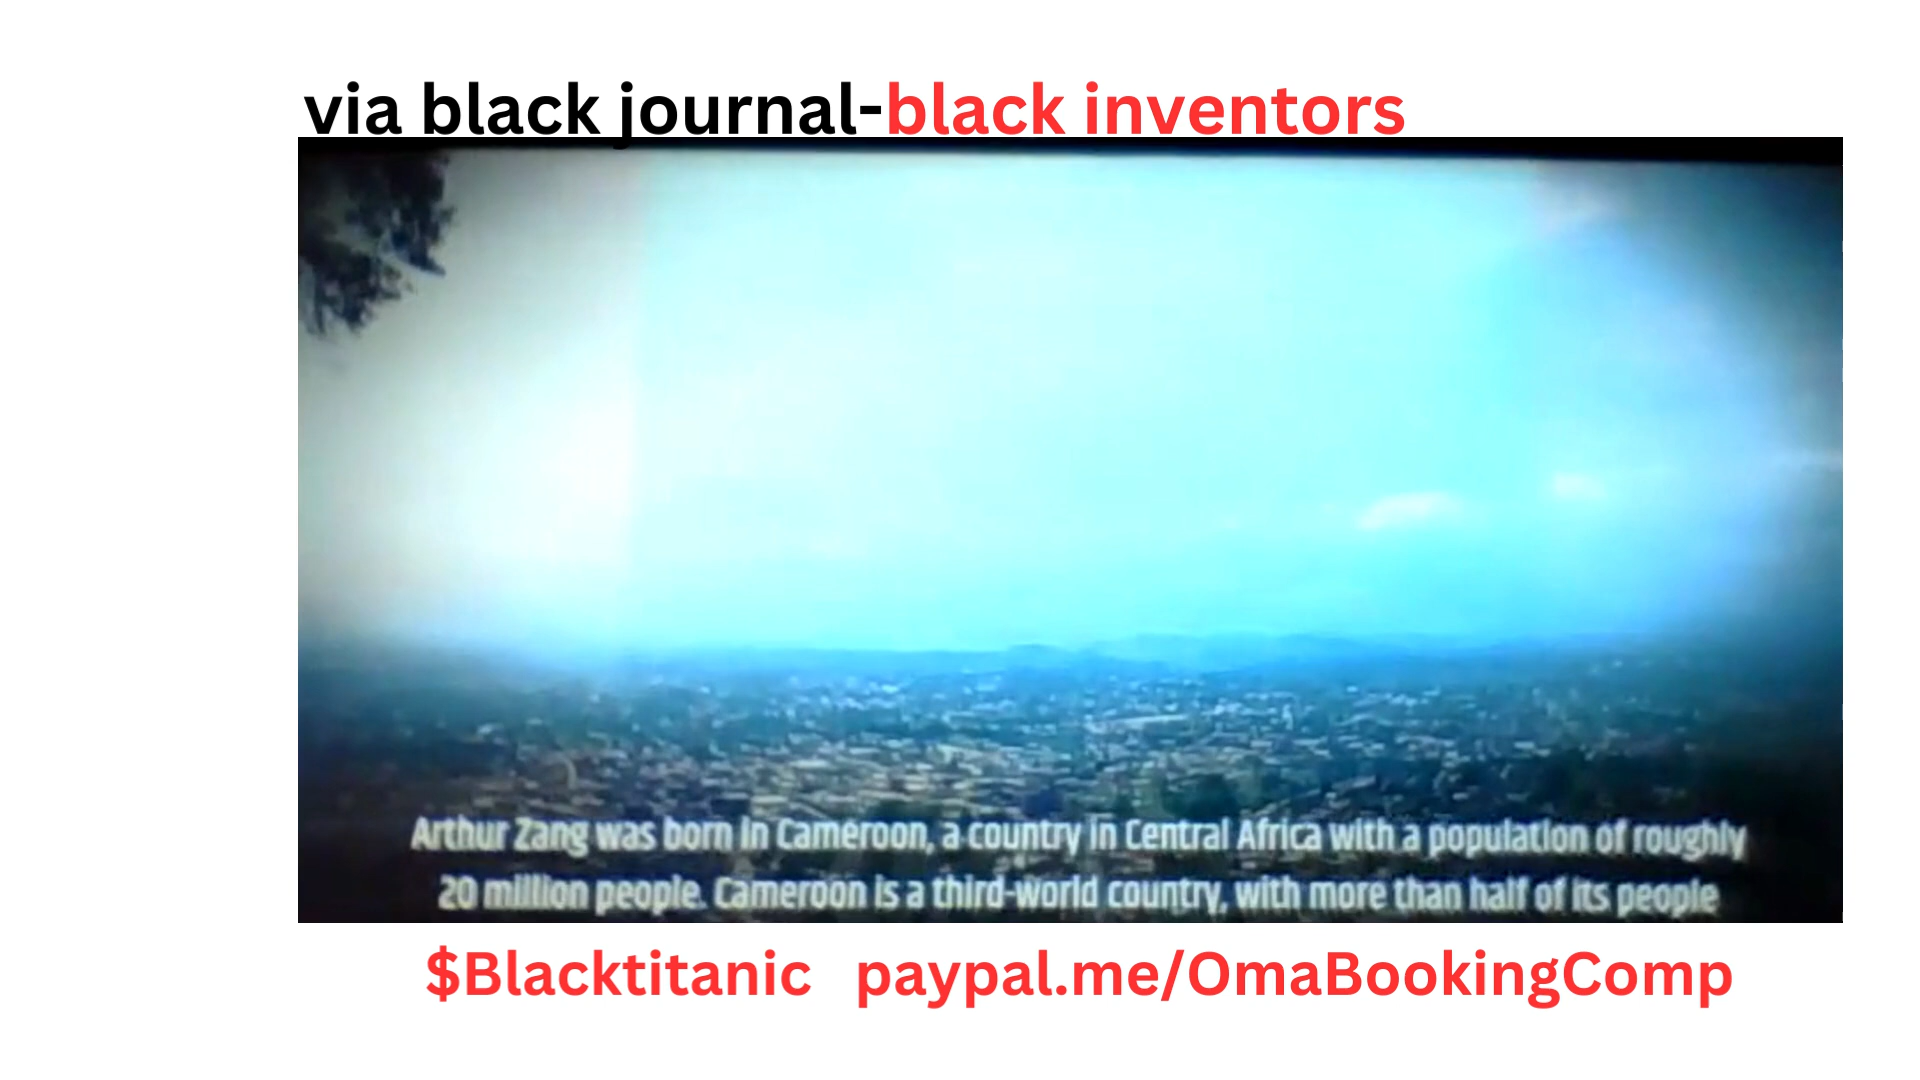 via black journal-black inventors
Arthur Zang was born in Cameroon, a country in Central Africa with a population of roughly
20 million people. Cameroon is a third-world country, with more than half of its people
$Blacktitanic paypal.me/OmaBookingComp